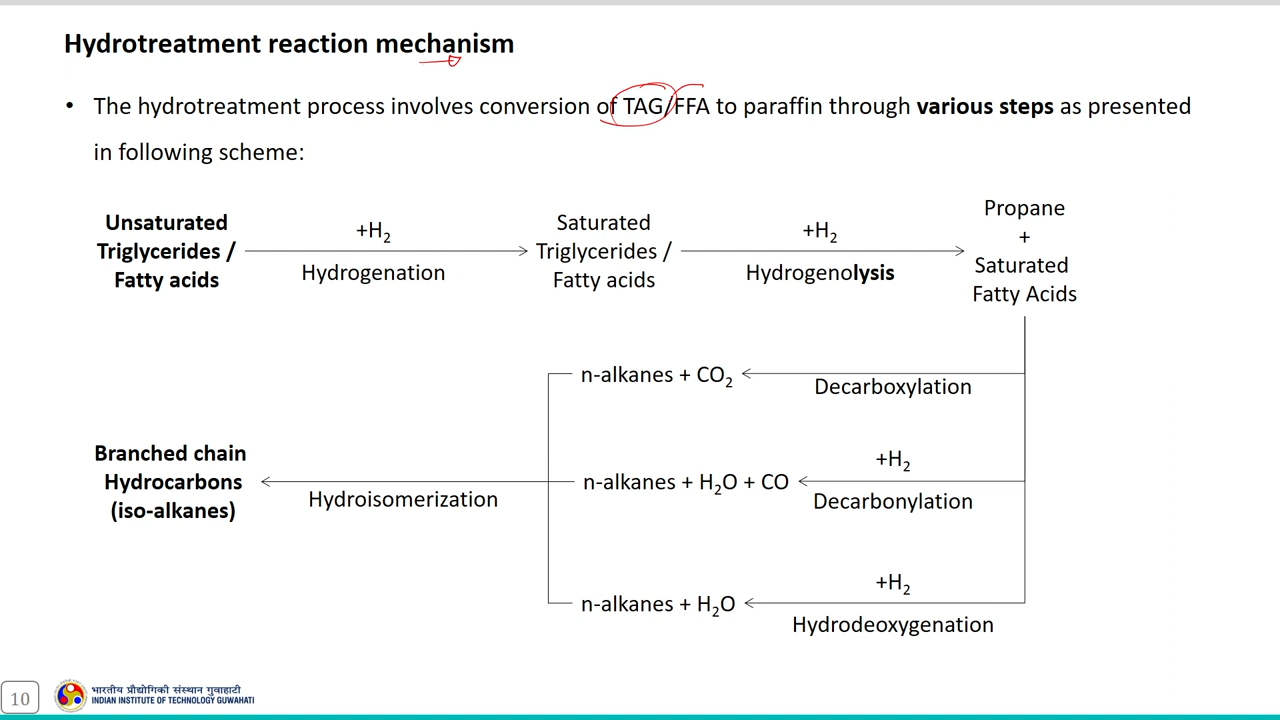 Hydrotreatment reaction mechanism
• The hydrotreatment process involves conversion of TAG/FFA to paraffin through various steps as presented
in following scheme:
Unsaturated
Triglycerides /
Fatty acids
+H₂
Hydrogenation
Saturated
Triglycerides /
Fatty acids
+H₂
Hydrogenolysis
Propane
+
Saturated
Fatty Acids
n-alkanes + CO₂
Decarboxylation
Branched chain
Hydrocarbons
(iso-alkanes)
Hydroisomerization
n-alkanes + H₂O + CO
+H₂
Decarbonylation
n-alkanes + H₂O
+H₂
Hydrodeoxygenation
10
भारतीय प्रौद्योगिकी संस्थान गुवाहाटी
INDIAN INSTITUTE OF TECHNOLOGY GUWAHATI